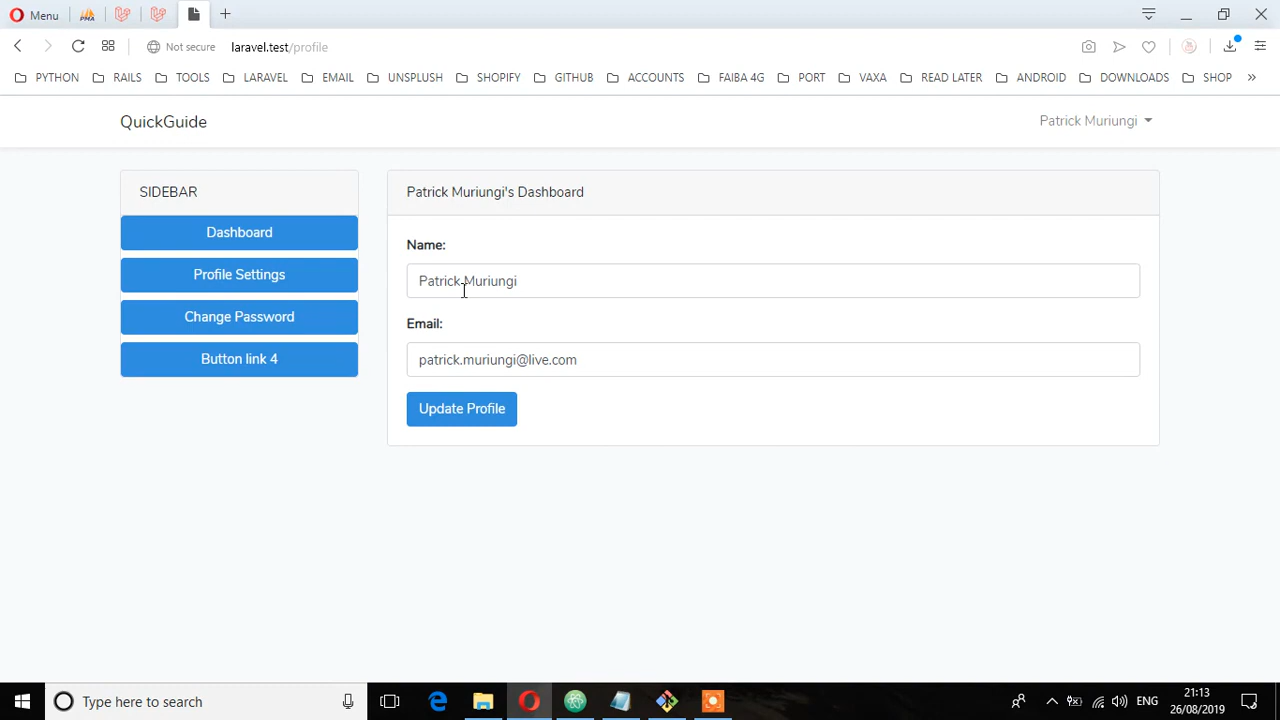 Menu
PMA
Not secure laravel.test/profile
PYTHON RAILS TOOLS LARAVEL EMAIL UNSPLUSH SHOPIFY GITHUB ACCOUNTS FAIBA 4G PORT VAXA READ LATER ANDROID DOWNLOADS SHOP
QuickGuide
Patrick Muriungi
SIDEBAR
Dashboard
Profile Settings
Change Password
Button link 4
Patrick Muriungi's Dashboard
Name:
Patrick Muriungi
Email:
patrick.muriungi@live.com
Update Profile
Type here to search
ENG
21:13
26/08/2019